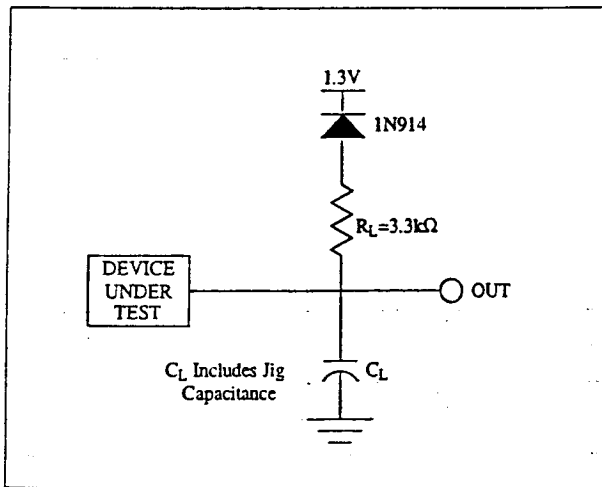 1.3V
1N914
R_L=3.3kΩ
DEVICE
UNDER
TEST
OUT
C_L Includes Jig
Capacitance
C_L